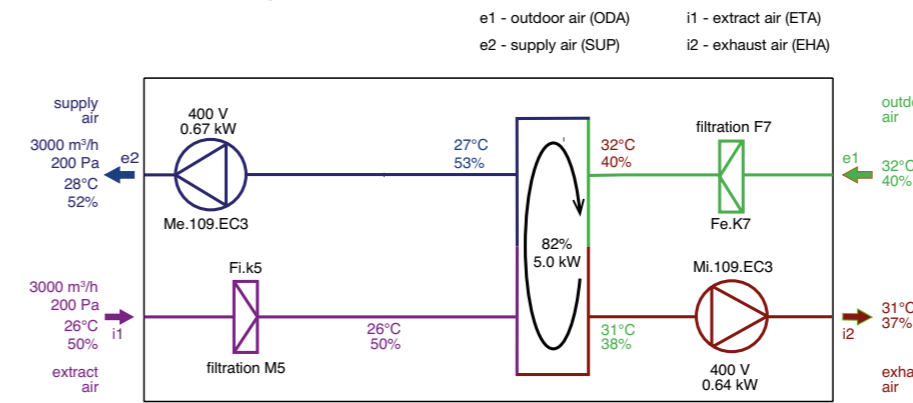 e1 - outdoor air (ODA)
i1 - extract air (ETA)
e2 - supply air (SUP)
i2 - exhaust air (EHA)
supply
air
3000 m³/h
200 Pa
28°C
52%
e2
400 V
0.67 kW
Me.109.EC3
27°C
53%
32°C
40%
filtration F7
Fe.K7
air
e1
32°C
40%
82%
5.0 kW
3000 m³/h
200 Pa
26°C
50%
i1
extract
air
Fi.k5
filtration M5
26°C
50%
31°C
38%
Mi.109.EC3
400 V
0.64 kW
i2
31°C
37%
air